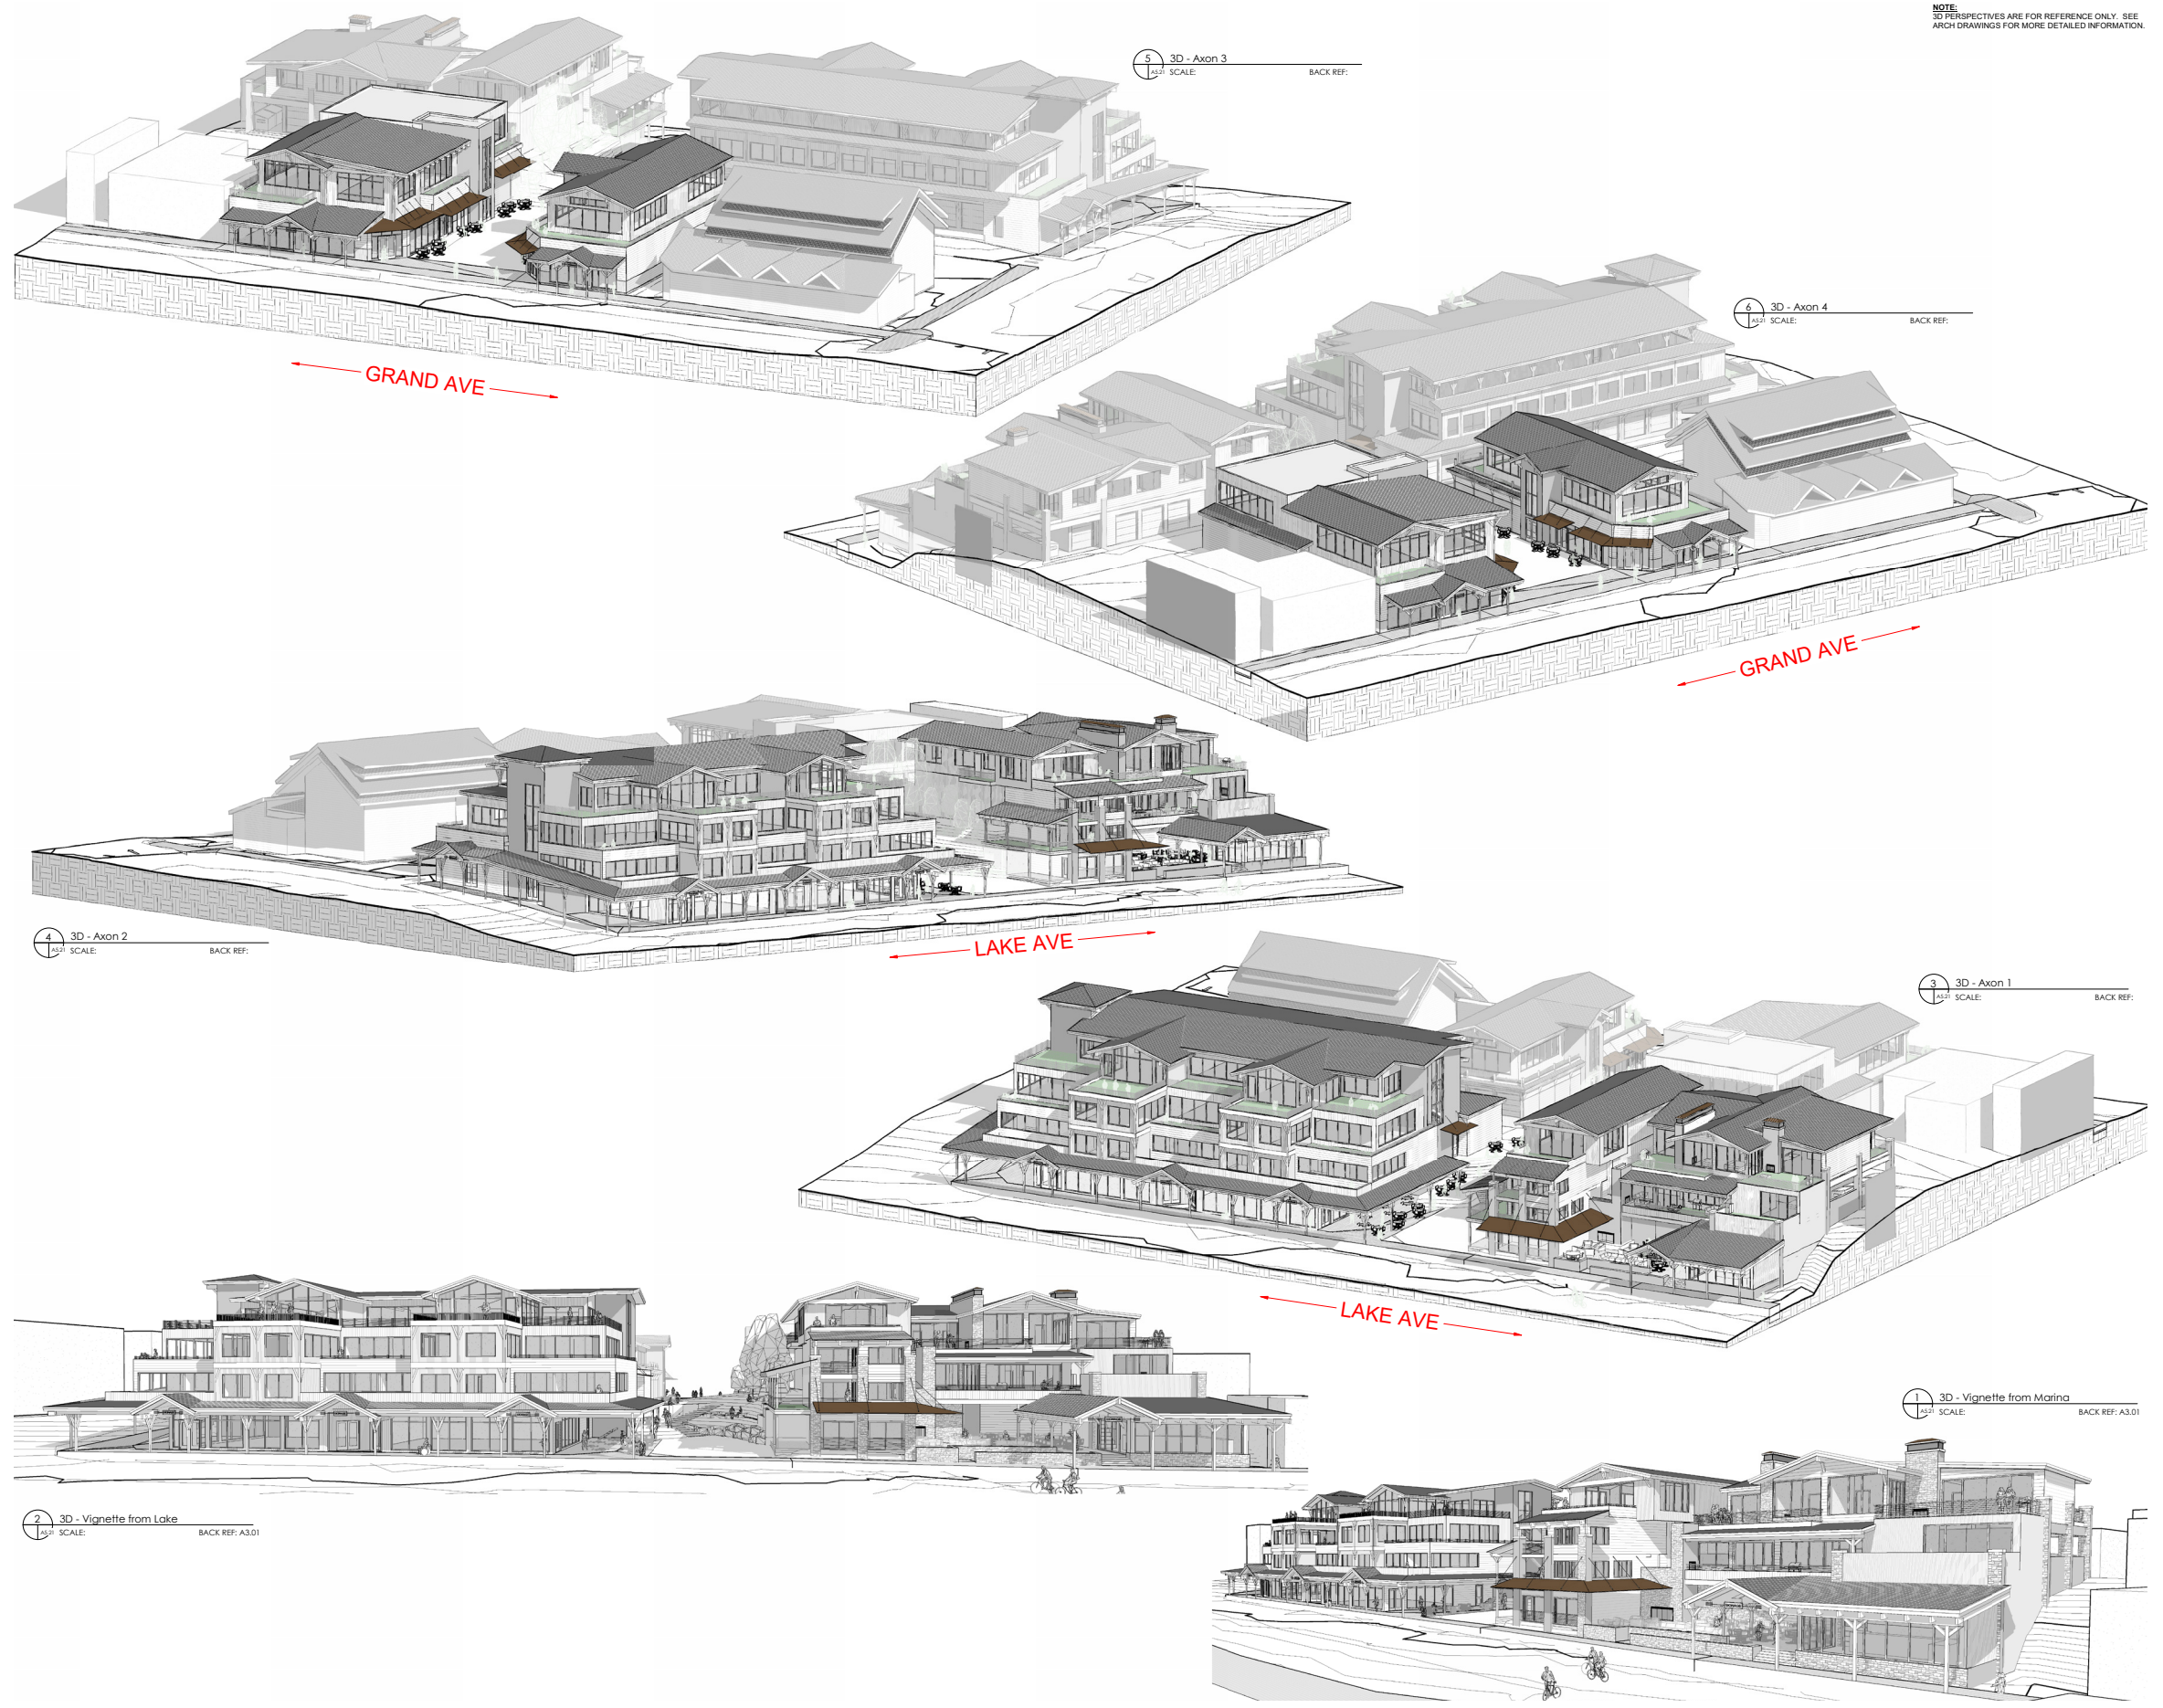 NOTE:
3D PERSPECTIVES ARE FOR REFERENCE ONLY. SEE
ARCH DRAWINGS FOR MORE DETAILED INFORMATION.
5 3D - Axon 3
A5.21 SCALE: BACK REF:
GRAND AVE
6 3D - Axon 4
A5.21 SCALE: BACK REF:
GRAND AVE
4 3D - Axon 2
A5.21 SCALE: BACK REF:
LAKE AVE
3 3D - Axon 1
A5.21 SCALE: BACK REF:
LAKE AVE
1 3D - Vignette from Marina
A5.21 SCALE: BACK REF: A3.01
2 3D - Vignette from Lake
A5.21 SCALE: BACK REF: A3.01